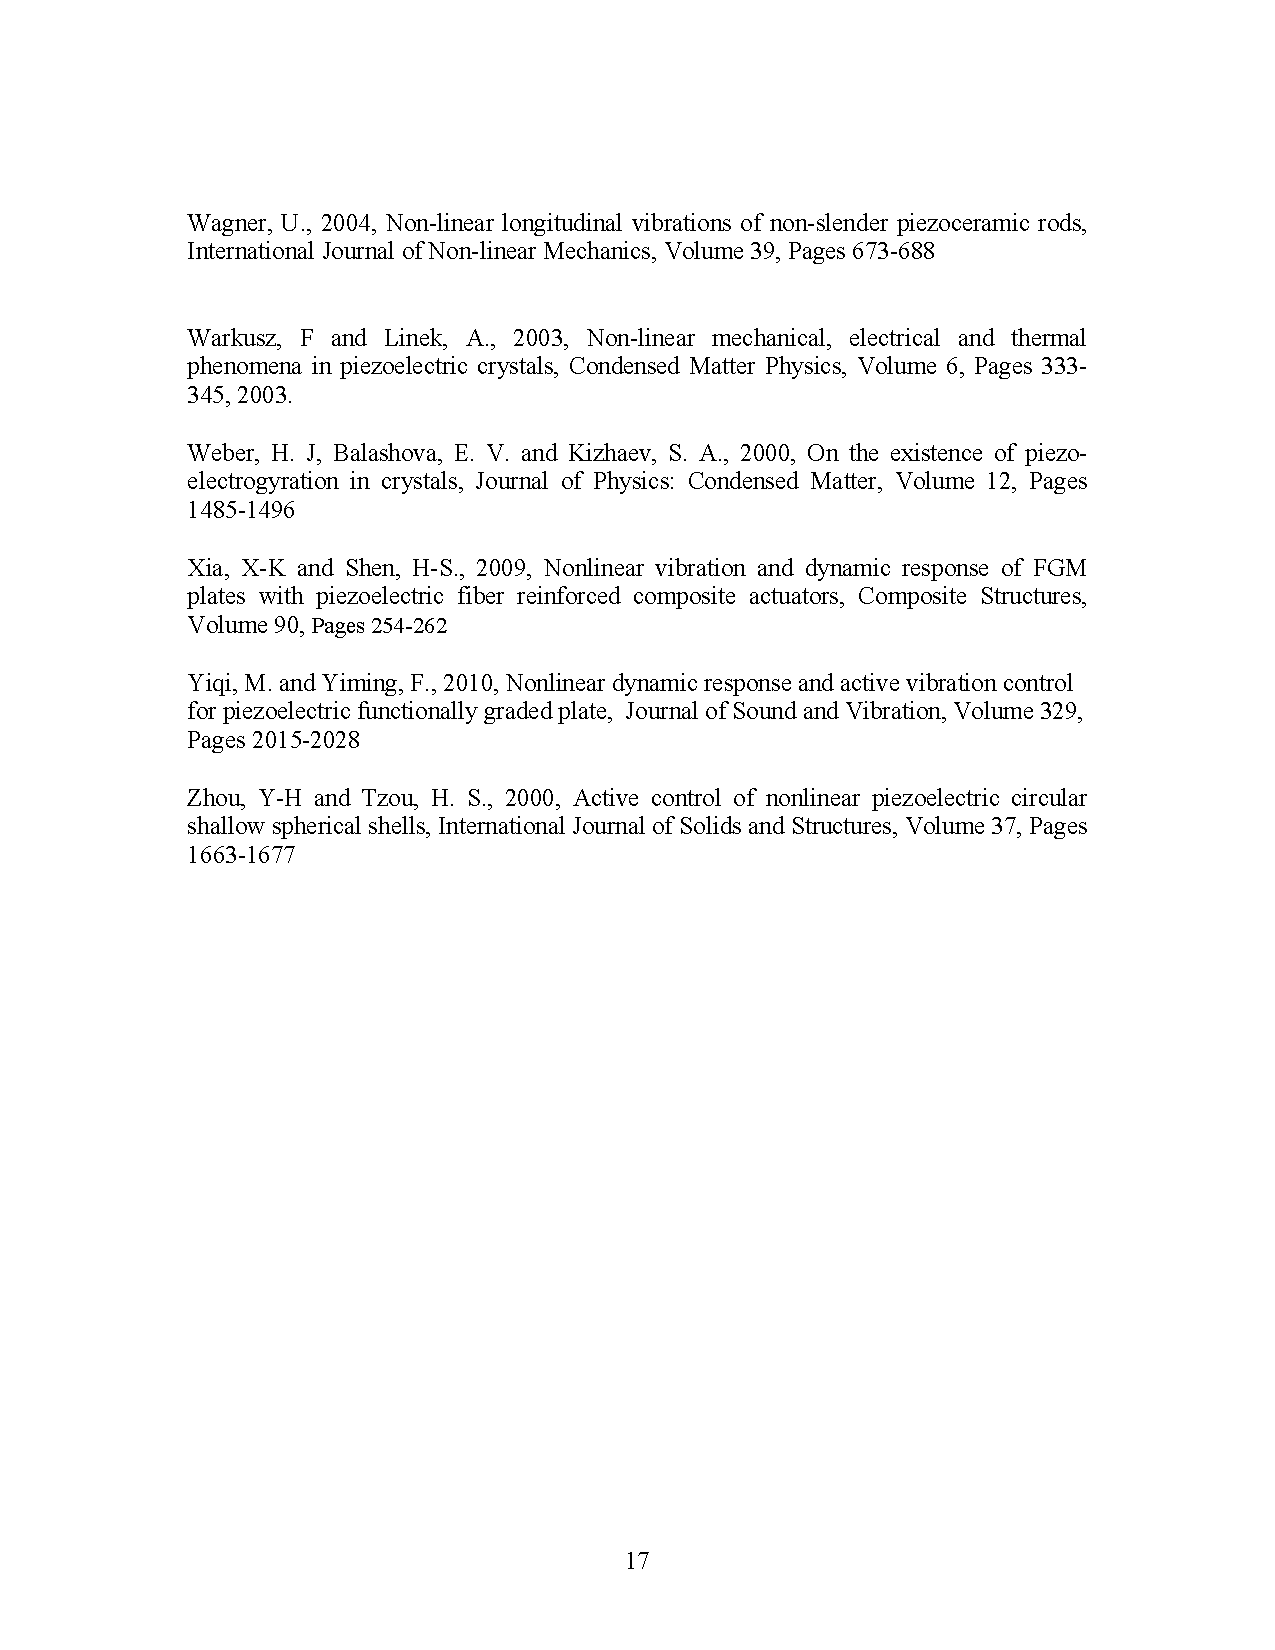 Wagner, U., 2004, Non-linear longitudinal vibrations of non-slender piezoceramic rods,
International Journal of Non-linear Mechanics, Volume 39, Pages 673-688
Warkusz, F and Linek, A., 2003, Non-linear mechanical, electrical and thermal
phenomena in piezoelectric crystals, Condensed Matter Physics, Volume 6, Pages 333-
345, 2003.
Weber, H. J, Balashova, E. V. and Kizhaev, S. A., 2000, On the existence of piezo-
electrogyration in crystals, Journal of Physics: Condensed Matter, Volume 12, Pages
1485-1496
Xia, X-K and Shen, H-S., 2009, Nonlinear vibration and dynamic response of FGM
plates with piezoelectric fiber reinforced composite actuators, Composite Structures,
Volume 90, Pages 254-262
Yiqi, M. and Yiming, F., 2010, Nonlinear dynamic response and active vibration control
for piezoelectric functionally graded plate,  Journal of Sound and Vibration, Volume 329,
Pages 2015-2028
Zhou, Y-H and Tzou, H. S., 2000, Active control of nonlinear piezoelectric circular
shallow spherical shells, International Journal of Solids and Structures, Volume 37, Pages
1663-1677
17